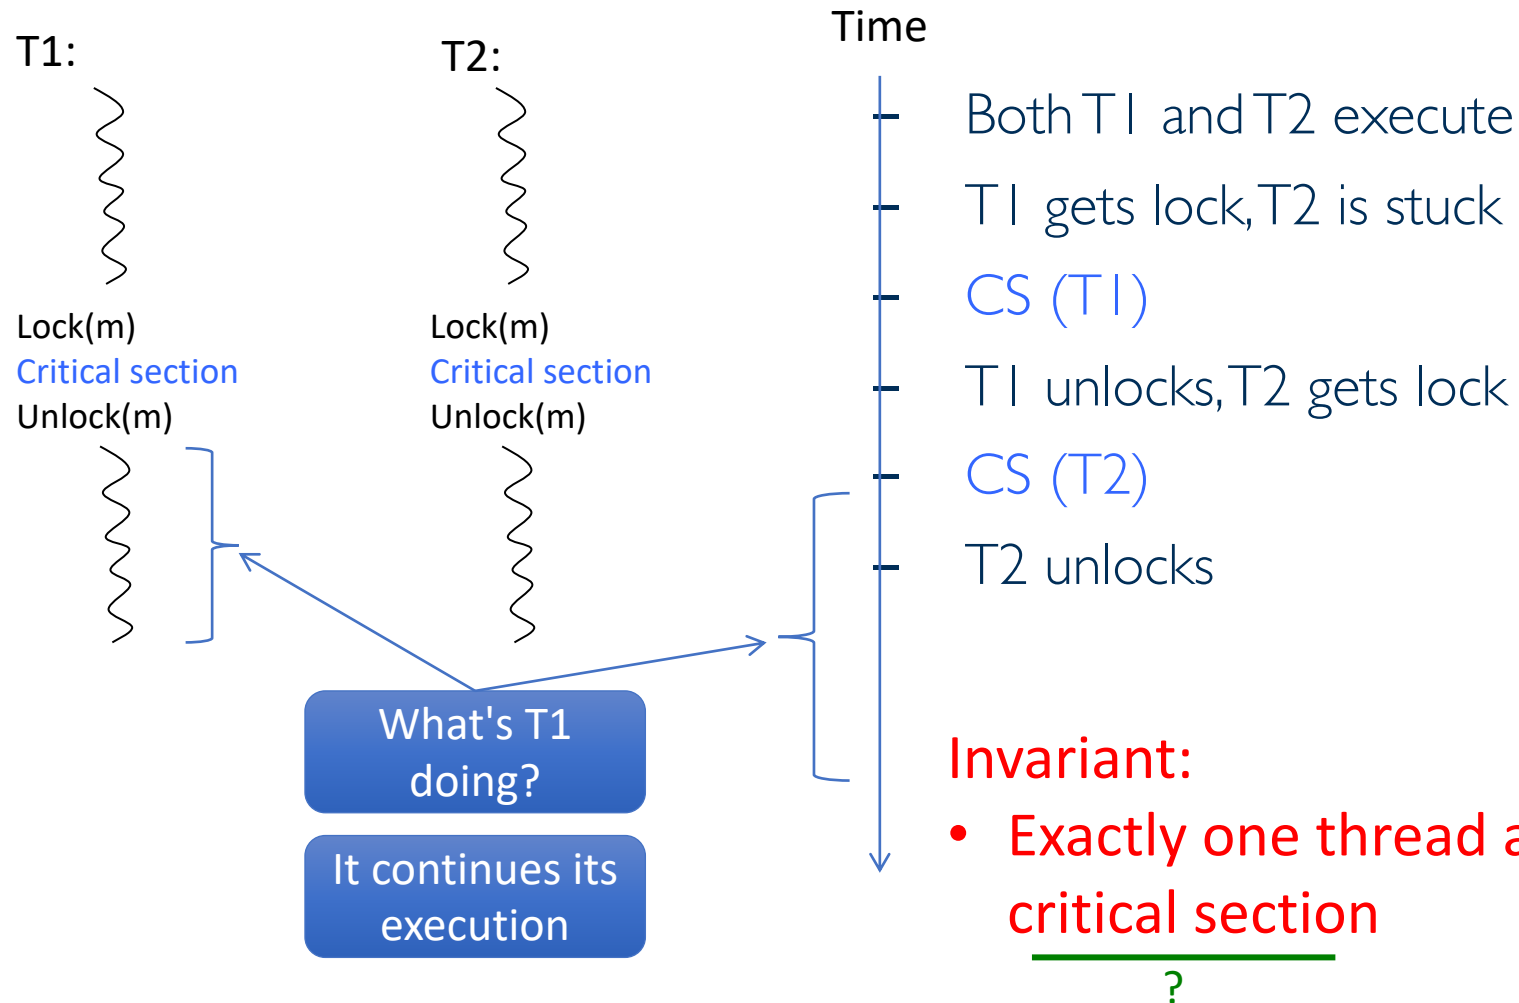 T1:
T2:
Time
Lock(m)
Critical section
Unlock(m)
Lock(m)
Critical section
Unlock(m)
Both T1 and T2 execute
T1 gets lock, T2 is stuck
CS (T1)
T1 unlocks, T2 gets lock
CS (T2)
T2 unlocks
What's T1
doing?
It continues its
execution
Invariant:
• Exactly one thread
critical section
?